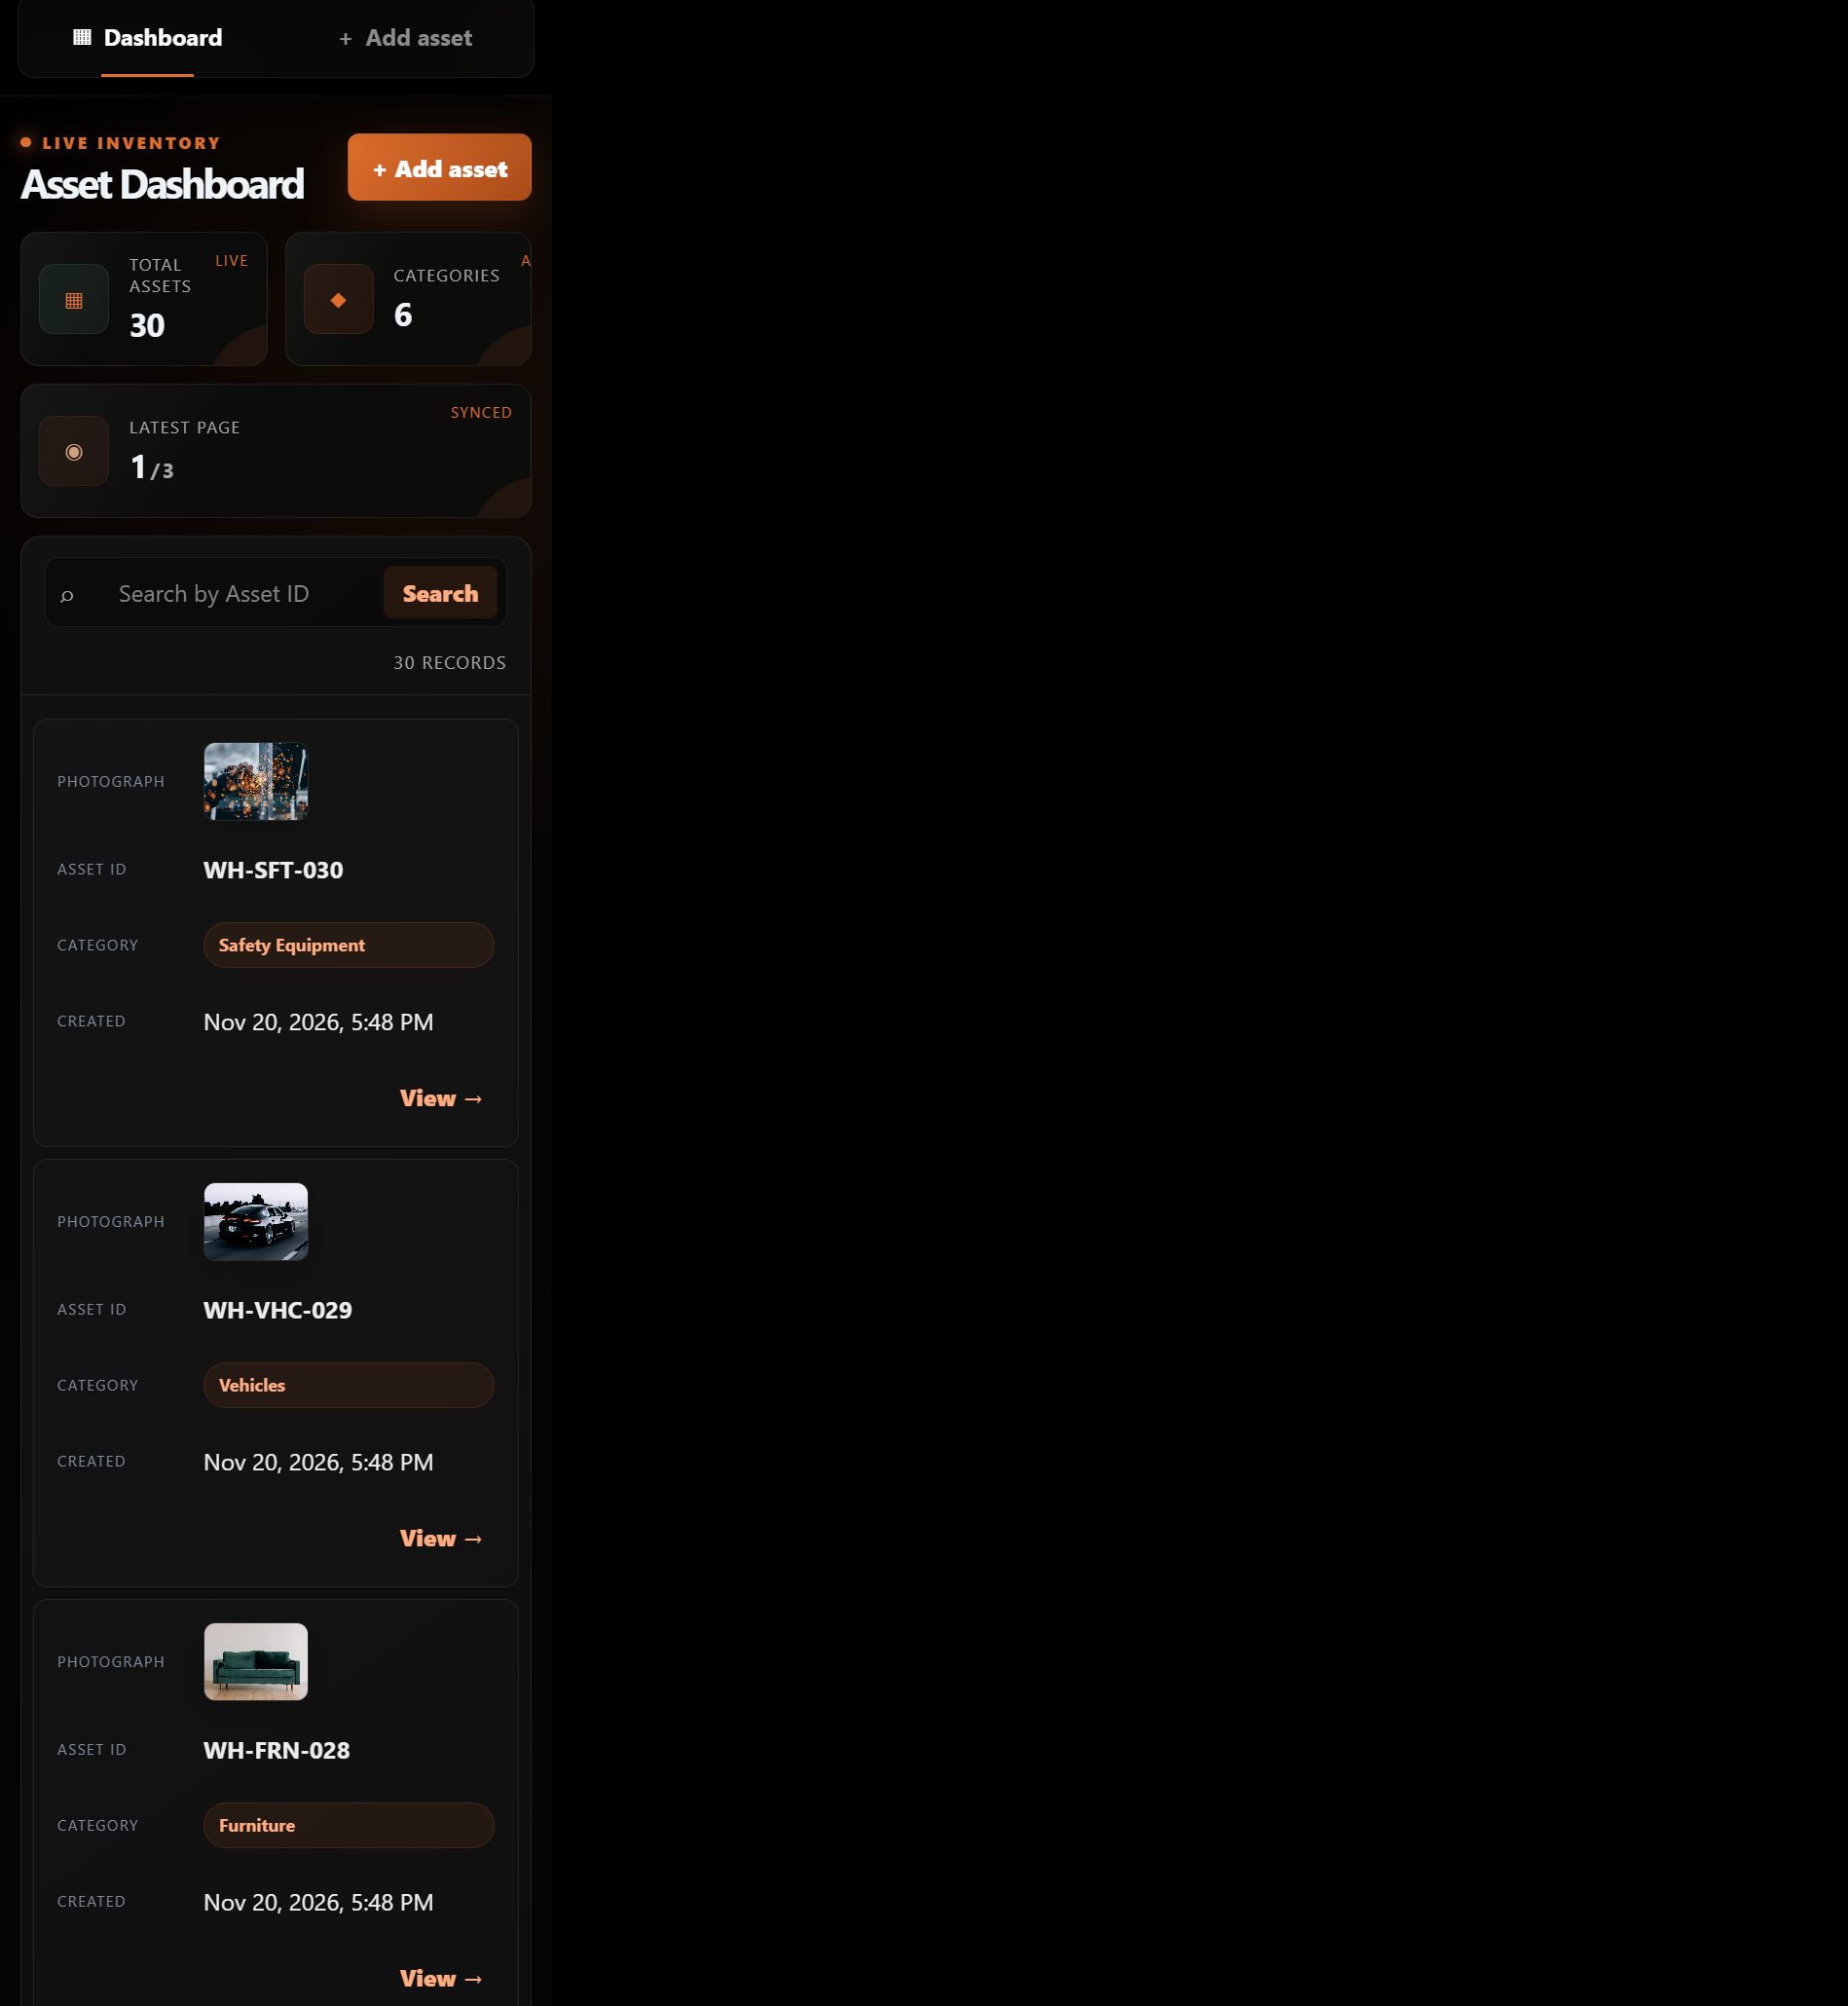 Dashboard
+ Add asset
LIVE INVENTORY
Asset Dashboard
+ Add asset
TOTAL ASSETS
LIVE
30
CATEGORIES
A
6
LATEST PAGE
SYNCED
1/3
Search by Asset ID
Search
30 RECORDS
PHOTOGRAPH
ASSET ID WH-SFT-030
CATEGORY Safety Equipment
CREATED Nov 20, 2026, 5:48 PM
View →
PHOTOGRAPH
ASSET ID WH-VHC-029
CATEGORY Vehicles
CREATED Nov 20, 2026, 5:48 PM
View →
PHOTOGRAPH
ASSET ID WH-FRN-028
CATEGORY Furniture
CREATED Nov 20, 2026, 5:48 PM
View →